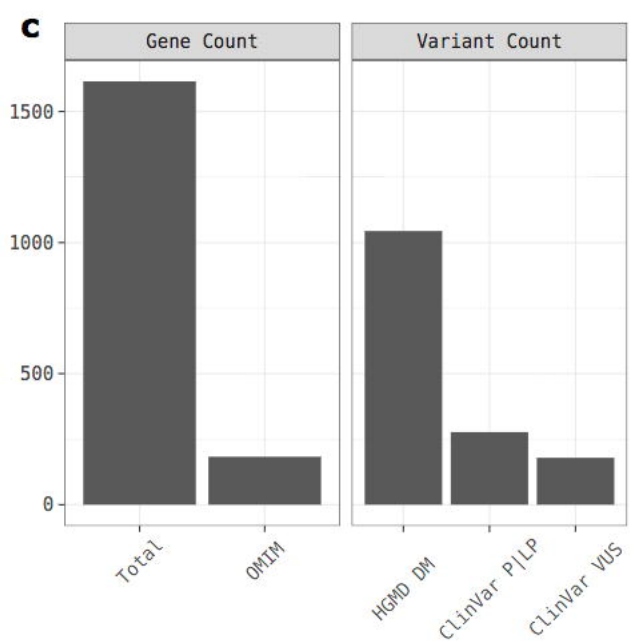 c
Gene Count
Variant Count
1500
1000
500
0
Total
OMIM
HGMD DM
ClinVar P|LP
ClinVar VUS